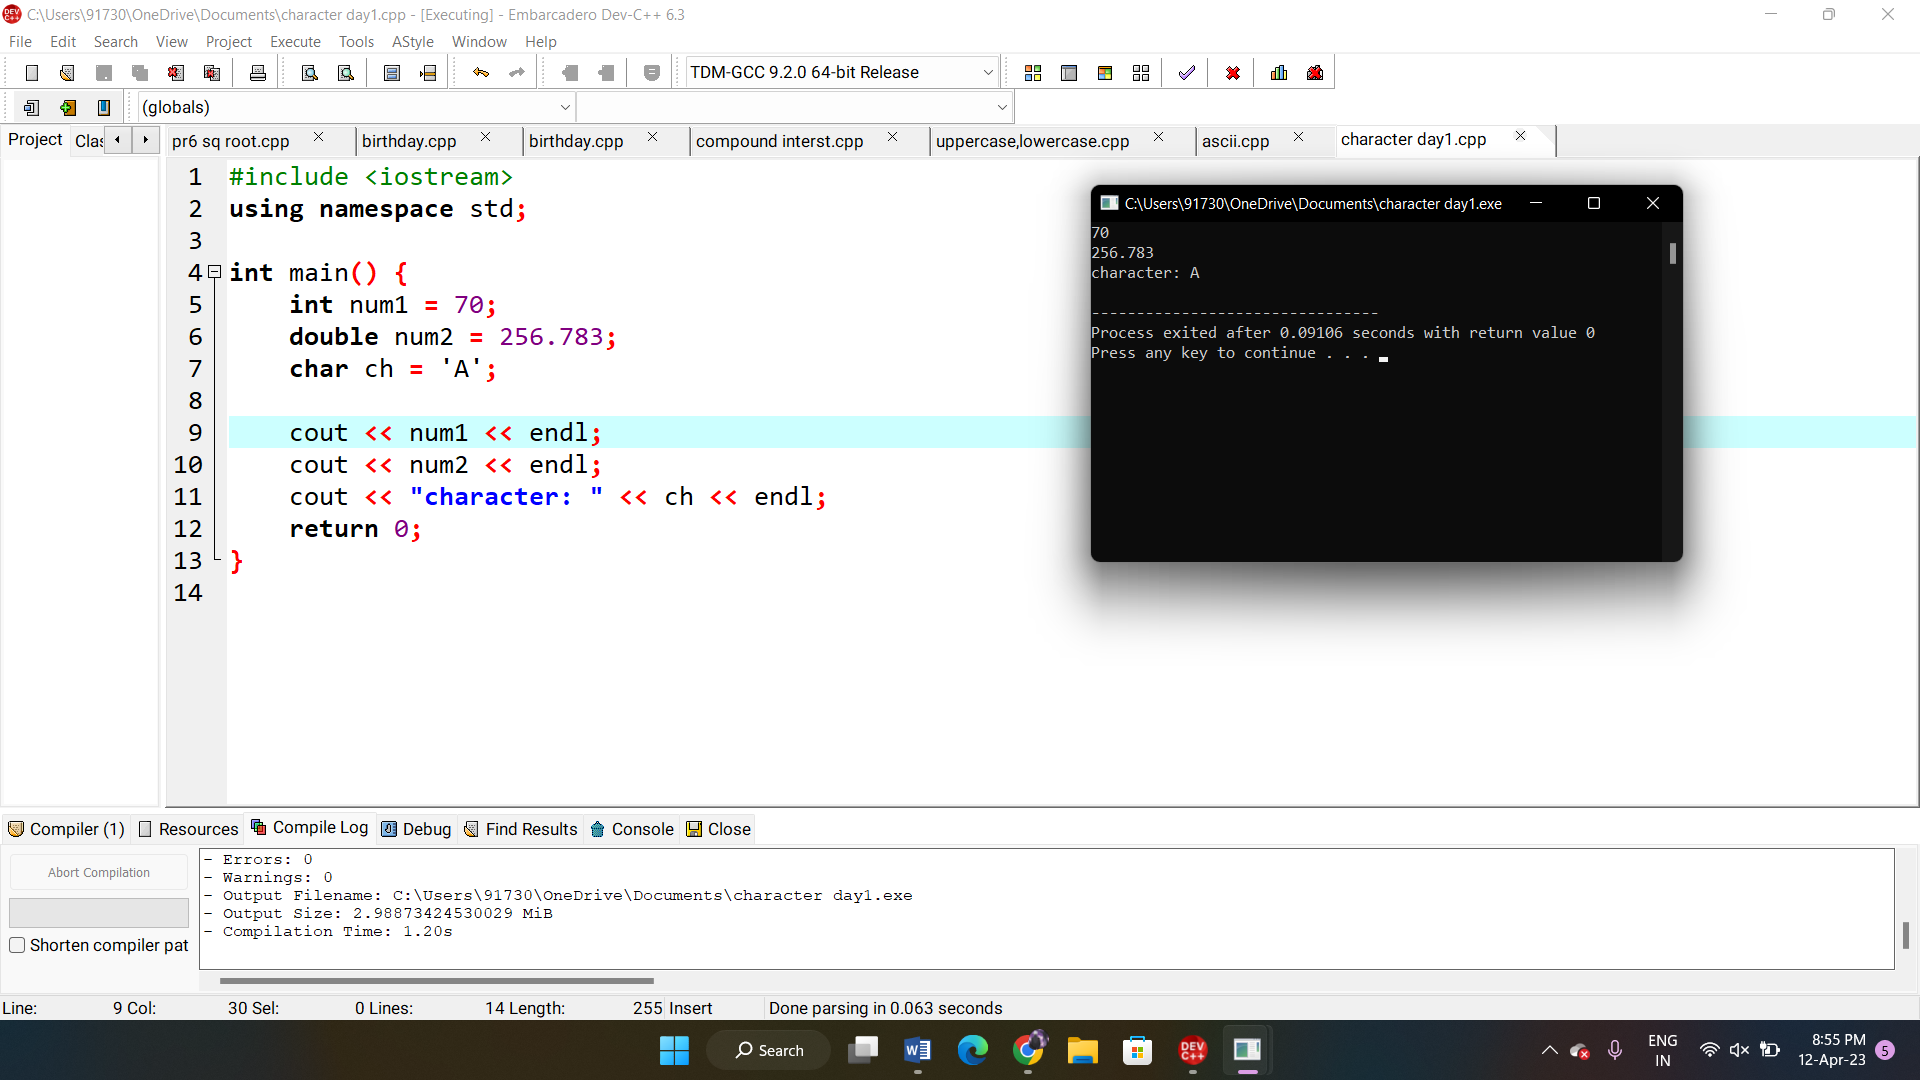 C:\Users\91730\OneDrive\Documents\character day1.cpp - [Executing] - Embarcadero Dev-C++ 6.3
File Edit Search View Project Execute Tools AStyle Window Help
TDM-GCC 9.2.0 64-bit Release
(globals)
Project Clas pr6 sq root.cpp birthday.cpp birthday.cpp compound interst.cpp uppercase,lowercase.cpp ascii.cpp character day1.cpp
1 #include <iostream>
2 using namespace std;
3
4 int main() {
5 int num1 = 70;
6 double num2 = 256.783;
7 char ch = 'A';
8
9 cout << num1 << endl;
10 cout << num2 << endl;
11 cout << "character: " << ch << endl;
12 return 0;
13 }
14
C:\Users\91730\OneDrive\Documents\character day1.exe
70
256.783
character: A
--------------------------------
Process exited after 0.09106 seconds with return value 0
Press any key to continue . . .
Compiler (1) Resources Compile Log Debug Find Results Console Close
Abort Compilation
Shorten compiler pat
- Errors: 0
- Warnings: 0
- Output Filename: C:\Users\91730\OneDrive\Documents\character day1.exe
- Output Size: 2.98873424530029 MiB
- Compilation Time: 1.20s
Line: 9 Col: 30 Sel: 0 Lines: 14 Length: 255 Insert Done parsing in 0.063 seconds
Search
DEV C++
ENG
IN
8:55 PM
12-Apr-23
5